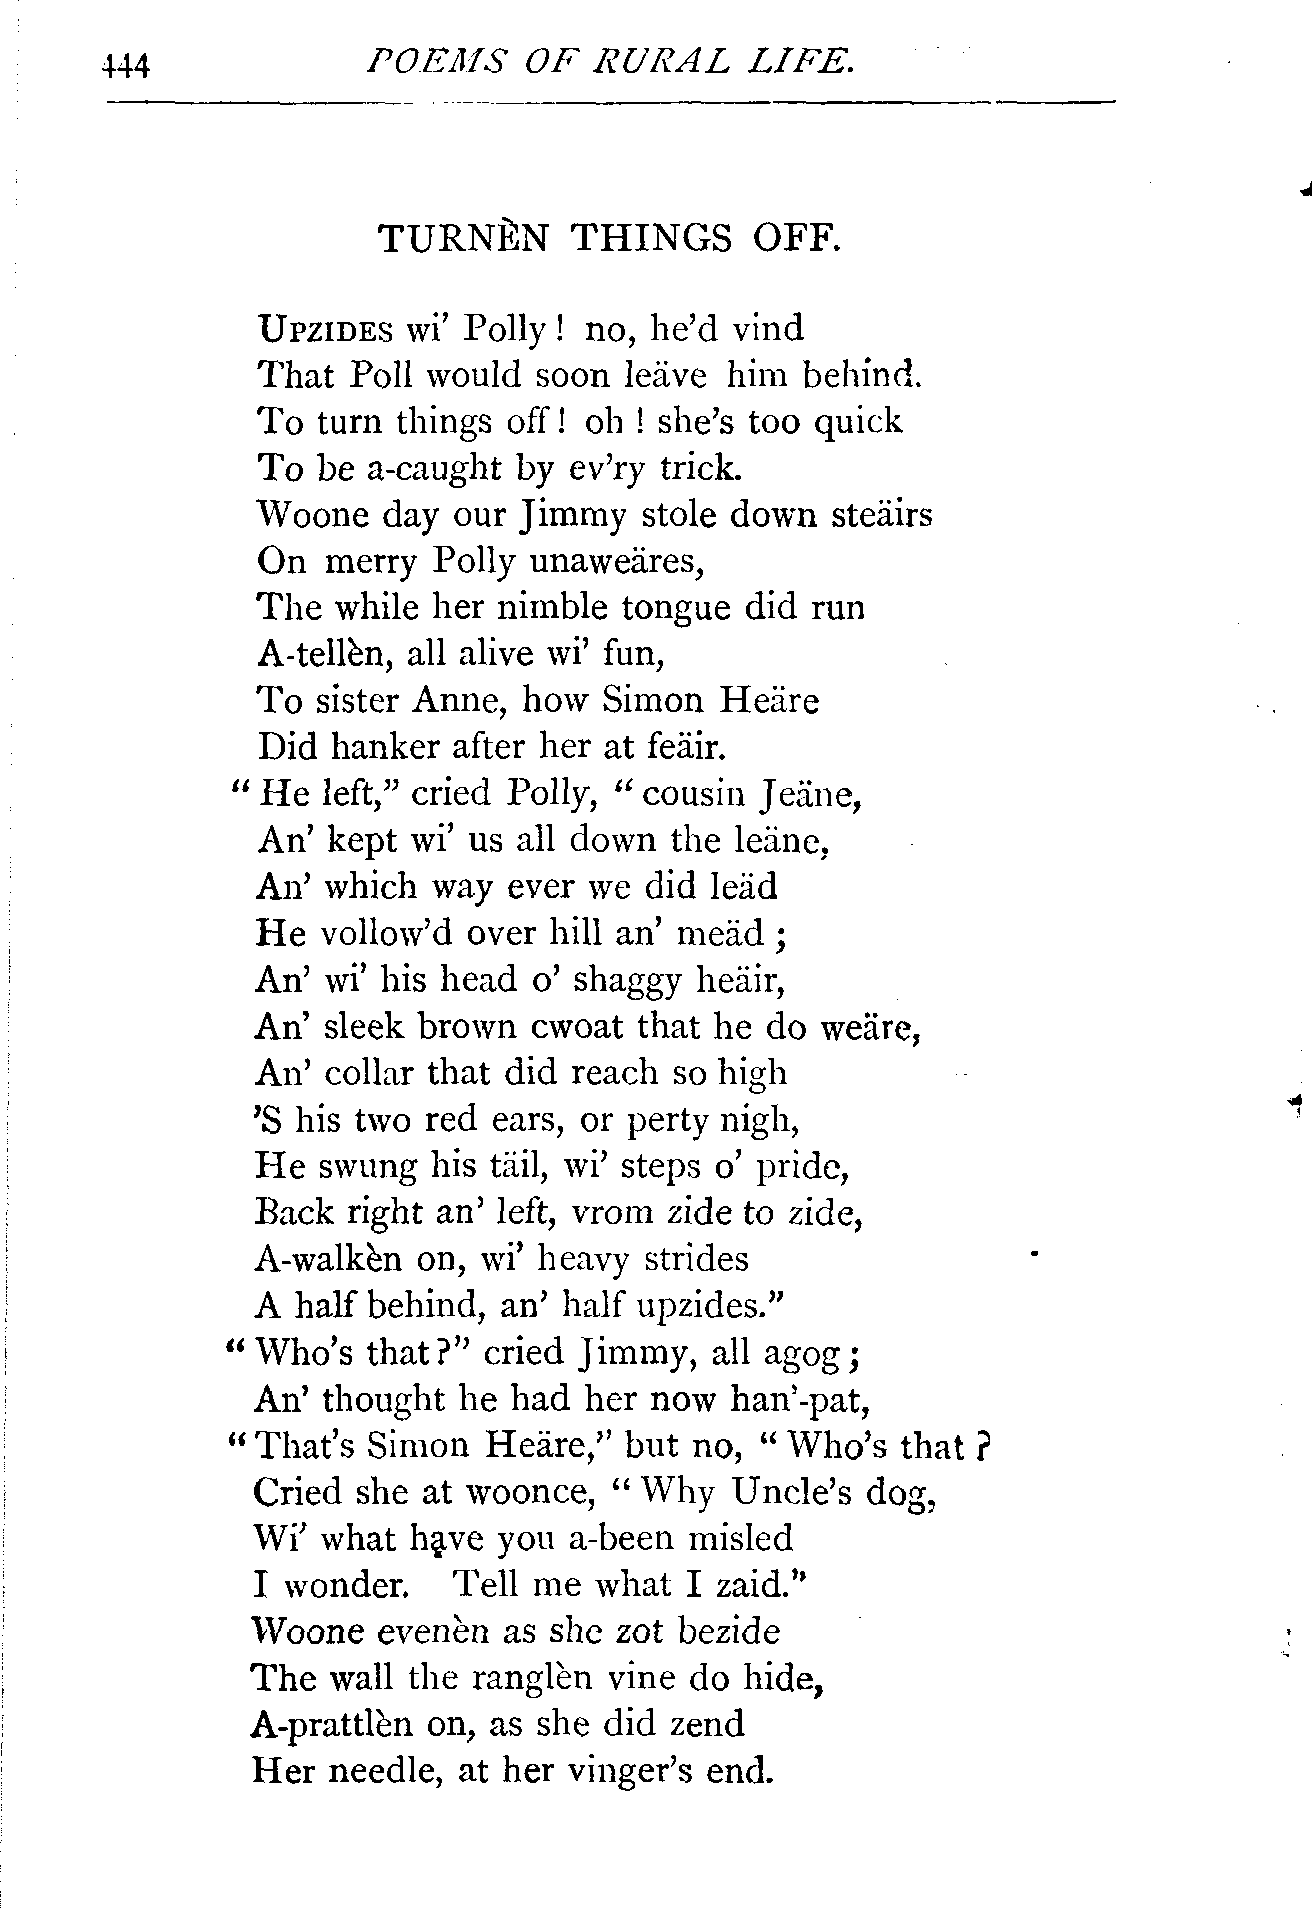 444 POEMS OF RURAL LIFE.
TURNÈN THINGS OFF.
UPZIDES wi' Polly! no, he'd vind
That Poll would soon leäve him behind.
To turn things off! oh! she's too quick
To be a-caught by ev'ry trick.
Woone day our Jimmy stole down steäirs
On merry Polly unaweäres,
The while her nimble tongue did run
A-tellèn, all alive wi' fun,
To sister Anne, how Simon Heäre
Did hanker after her at feäir.
"He left," cried Polly, "cousin Jeäne,
An' kept wi' us all down the leäne,
An' which way ever we did leäd
He vollow'd over hill an' meäd;
An' wi' his head o' shaggy heäir,
An' sleek brown cwoat that he do weäre,
An' collar that did reach so high
'S his two red ears, or perty nigh,
He swung his täil, wi' steps o' pride,
Back right an' left, vrom zide to zide,
A-walkèn on, wi' heavy strides
A half behind, an' half upzides."
"Who's that?" cried Jimmy, all agog;
An' thought he had her now han'-pat,
"That's Simon Heäre," but no, "Who's that?
Cried she at woonce, "Why Uncle's dog,
Wi' what have you a-been misled
I wonder. Tell me what I zaid."
Woone evenèn as she zot bezide
The wall the ranglèn vine do hide,
A-prattlèn on, as she did zend
Her needle, at her vinger's end.